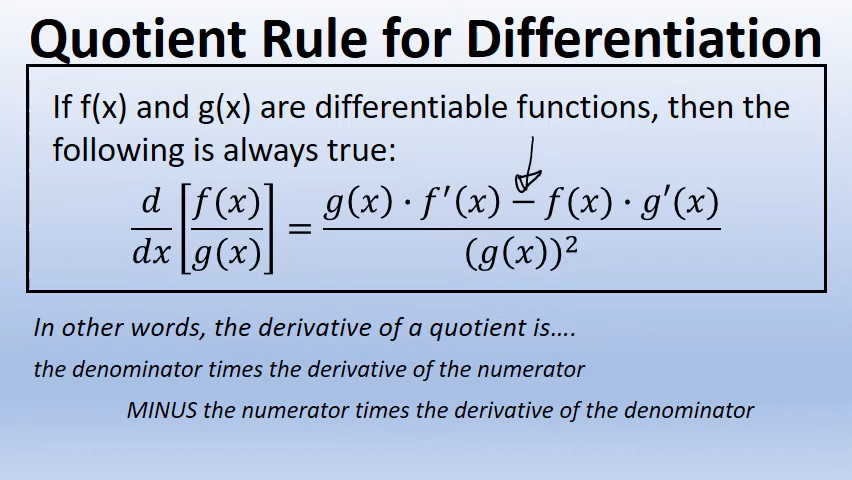 Quotient Rule for Differentiation
If f(x) and g(x) are differentiable functions, then the
following is always true:
d/dx [f(x)/g(x)] = (g(x) · f′(x) − f(x) · g′(x))/(g(x))²
In other words, the derivative of a quotient is….
the denominator times the derivative of the numerator
MINUS the numerator times the derivative of the denominator